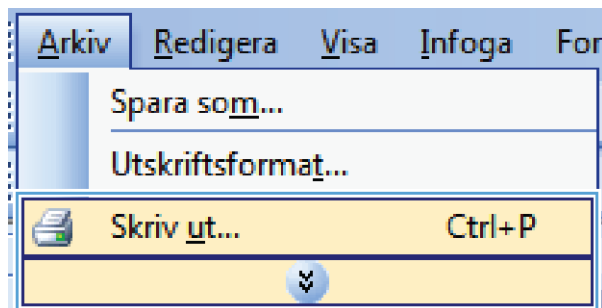 Arkiv Redigera Visa Infoga For
Spara som...
Utskriftsformat...
Skriv ut... Ctrl+P